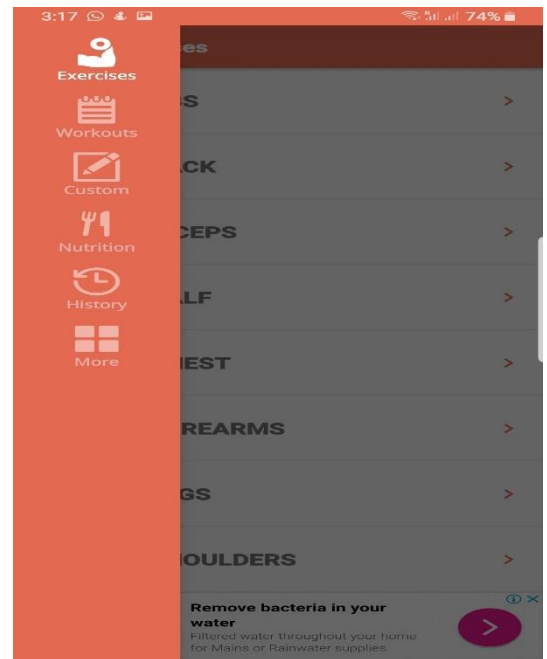 3:17 74%
Exercises
Workouts
Custom
Nutrition
History
More
es
S
CK
CEPS
LF
EST
REARMS
GS
OULDERS
Remove bacteria in your
water
Filtered water throughout your home
for Mains or Rainwater supplies.